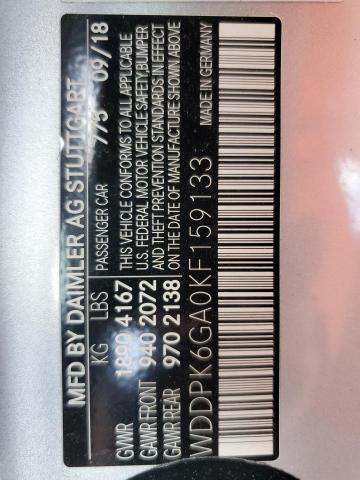 MFD BY DAIMLER AG STUTTGART
KG LBS PASSENGER CAR 775 09/18
GVWR 1890 4167 THIS VEHICLE CONFORMS TO ALL APPLICABLE
U.S. FEDERAL MOTOR VEHICLE SAFETY, BUMPER
GAWR FRONT 940 2072 AND THEFT PREVENTION STANDARDS IN EFFECT
GAWR REAR 970 2138 ON THE DATE OF MANUFACTURE SHOWN ABOVE
MADE IN GERMANY
WDDPK6GA0KF159133